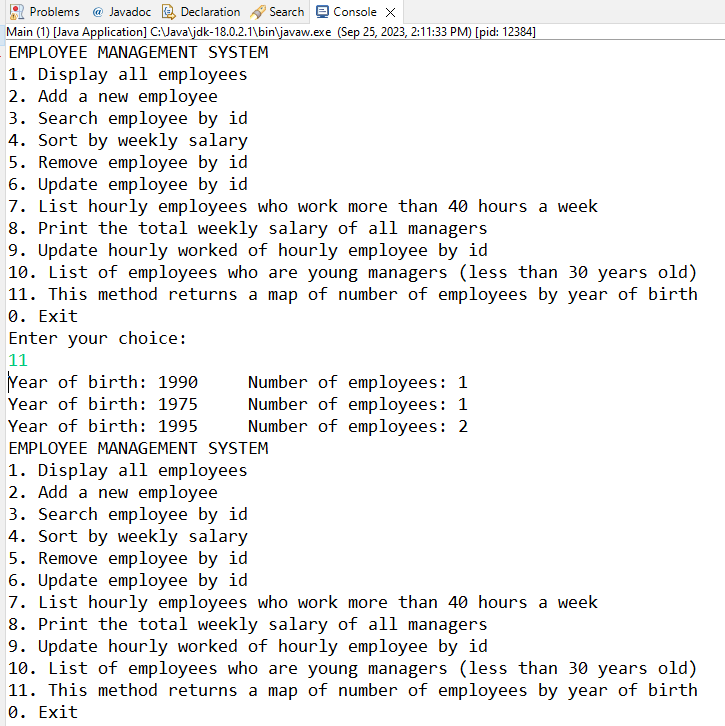 Problems @ Javadoc Declaration Search Console
Main (1) [Java Application] C:\Java\jdk-18.0.2.1\bin\javaw.exe (Sep 25, 2023, 2:11:33 PM) [pid: 12384]
EMPLOYEE MANAGEMENT SYSTEM
1. Display all employees
2. Add a new employee
3. Search employee by id
4. Sort by weekly salary
5. Remove employee by id
6. Update employee by id
7. List hourly employees who work more than 40 hours a week
8. Print the total weekly salary of all managers
9. Update hourly worked of hourly employee by id
10. List of employees who are young managers (less than 30 years old)
11. This method returns a map of number of employees by year of birth
0. Exit
Enter your choice:
11
Year of birth: 1990     Number of employees: 1
Year of birth: 1975     Number of employees: 1
Year of birth: 1995     Number of employees: 2
EMPLOYEE MANAGEMENT SYSTEM
1. Display all employees
2. Add a new employee
3. Search employee by id
4. Sort by weekly salary
5. Remove employee by id
6. Update employee by id
7. List hourly employees who work more than 40 hours a week
8. Print the total weekly salary of all managers
9. Update hourly worked of hourly employee by id
10. List of employees who are young managers (less than 30 years old)
11. This method returns a map of number of employees by year of birth
0. Exit